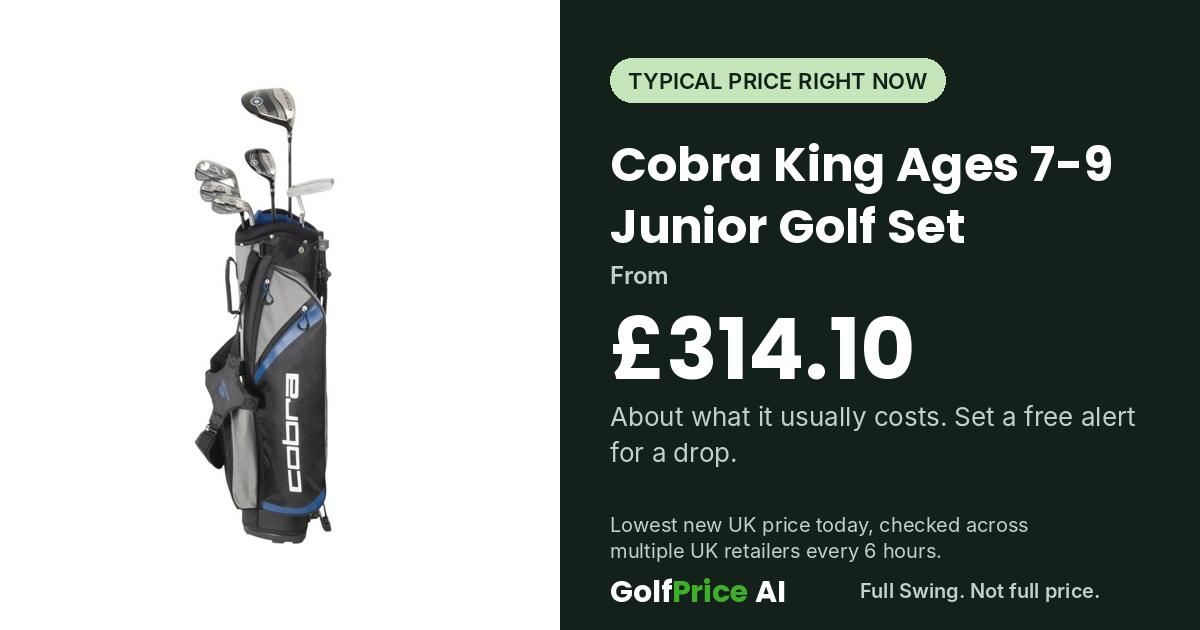 TYPICAL PRICE RIGHT NOW
Cobra King Ages 7-9
Junior Golf Set
From
£314.10
About what it usually costs. Set a free alert
for a drop.
Lowest new UK price today, checked across
multiple UK retailers every 6 hours.
GolfPrice AI
Full Swing. Not full price.
cobra